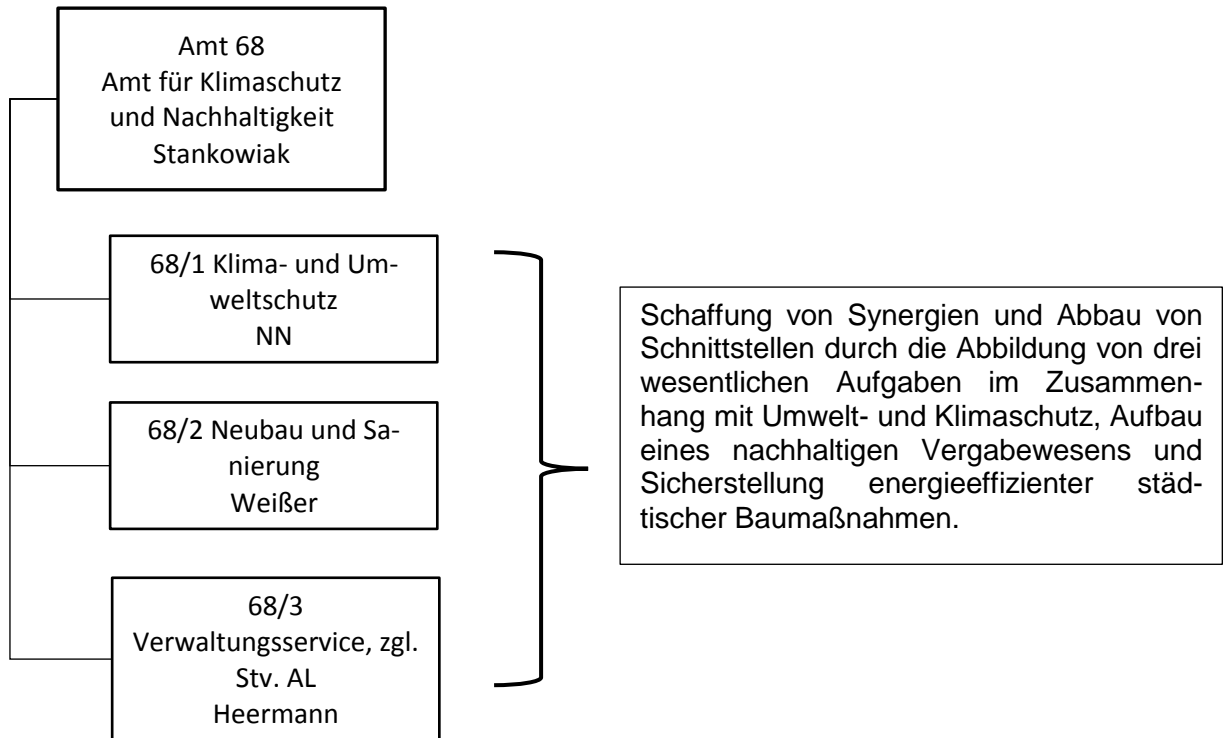 Amt 68
Amt für Klimaschutz
und Nachhaltigkeit
Stankowiak
68/1 Klima- und Um-
weltschutz
NN
68/2 Neubau und Sa-
nierung
Weißer
68/3
Verwaltungsservice, zgl.
Stv. AL
Heermann
Schaffung von Synergien und Abbau von
Schnittstellen durch die Abbildung von drei
wesentlichen Aufgaben im Zusammen-
hang mit Umwelt- und Klimaschutz, Aufbau
eines nachhaltigen Vergabewesens und
Sicherstellung energieeffizienter städ-
tischer Baumaßnahmen.